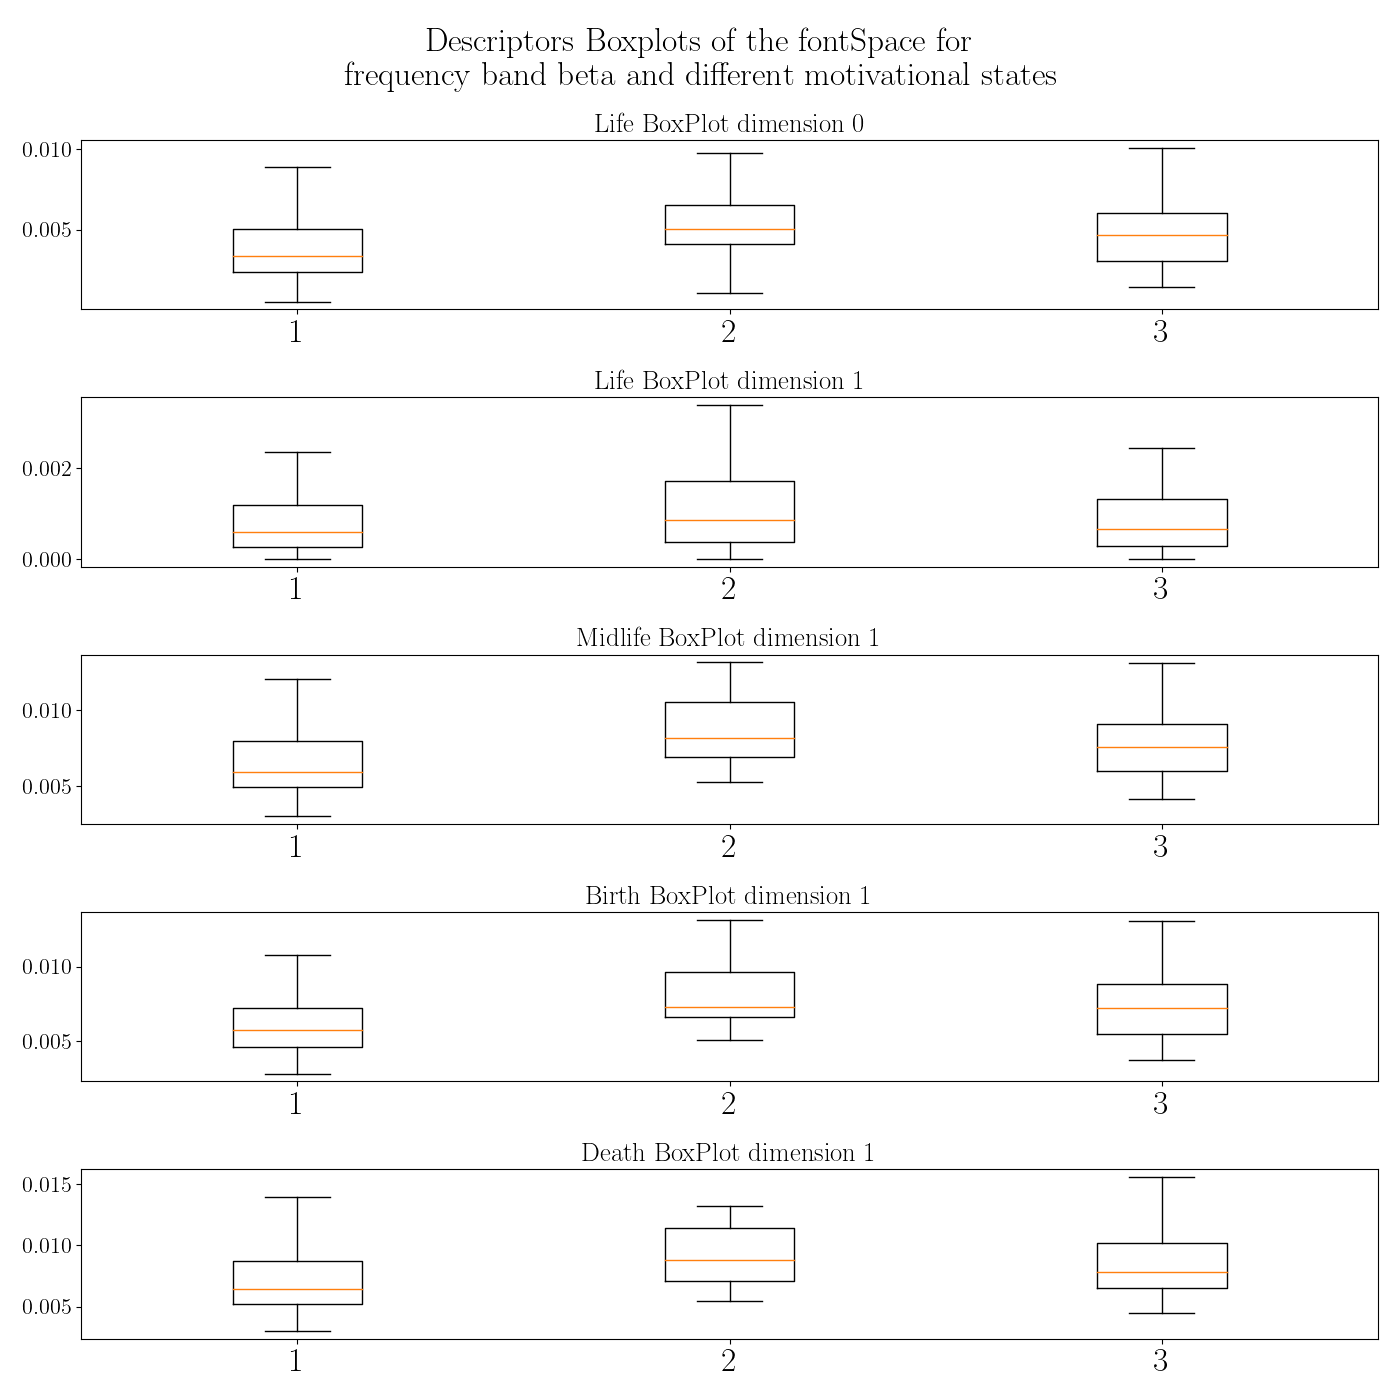 Descriptors Boxplots of the fontSpace for
frequency band beta and different motivational states
Life BoxPlot dimension 0
0.010
0.005
1 2 3
Life BoxPlot dimension 1
0.002
0.000
1 2 3
Midlife BoxPlot dimension 1
0.010
0.005
1 2 3
Birth BoxPlot dimension 1
0.010
0.005
1 2 3
Death BoxPlot dimension 1
0.015
0.010
0.005
1 2 3